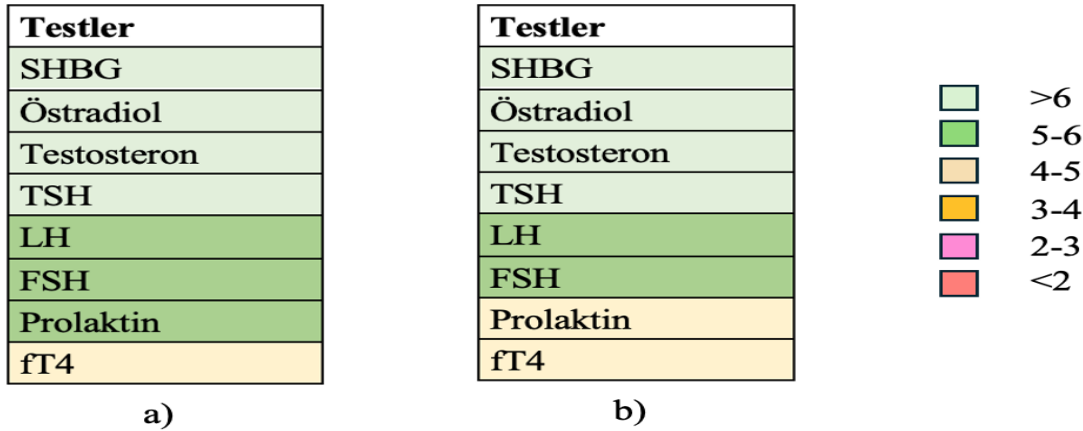 Testler
SHBG
Östradiol
Testosteron
TSH
LH
FSH
Prolaktin
fT4
a)
Testler
SHBG
Östradiol
Testosteron
TSH
LH
FSH
Prolaktin
fT4
b)
>6
5-6
4-5
3-4
2-3
<2